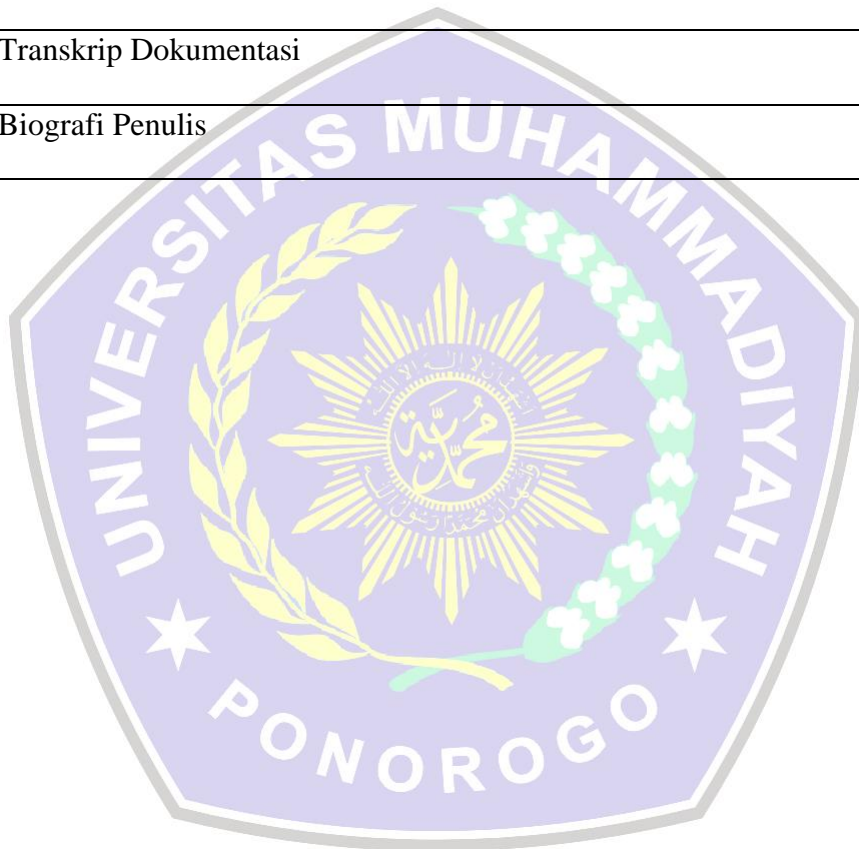 Transkrip Dokumentasi
Biografi Penulis
UNIVERSITAS MUHAMMADIYAH
PONOROGO